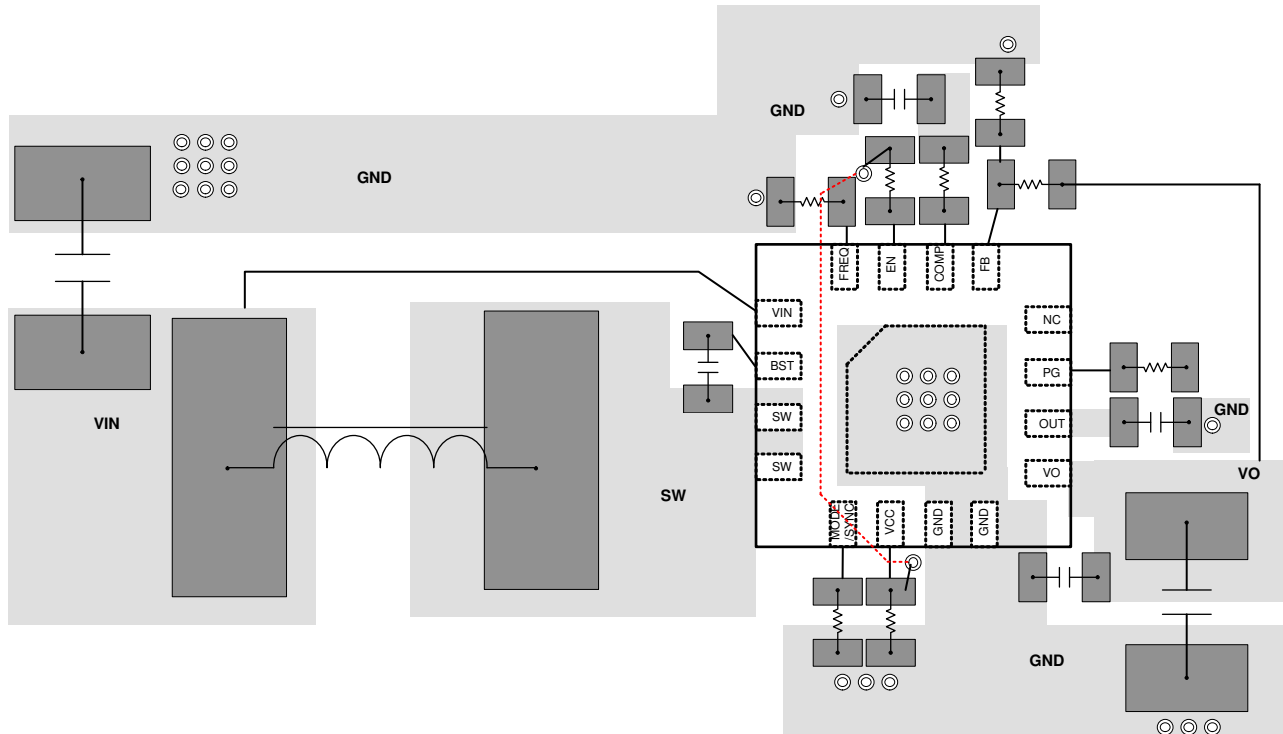 GND
GND
FREQ
EN
COMP
FB
VIN
NC
BST
PG
SW
OUT
GND
VIN
SW
VO
VO
SW
MODE
/SYNC
VCC
GND
GND
GND